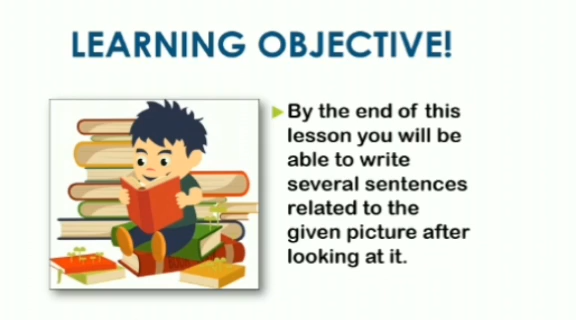 LEARNING OBJECTIVE!
By the end of this
lesson you will be
able to write
several sentences
related to the
given picture after
looking at it.